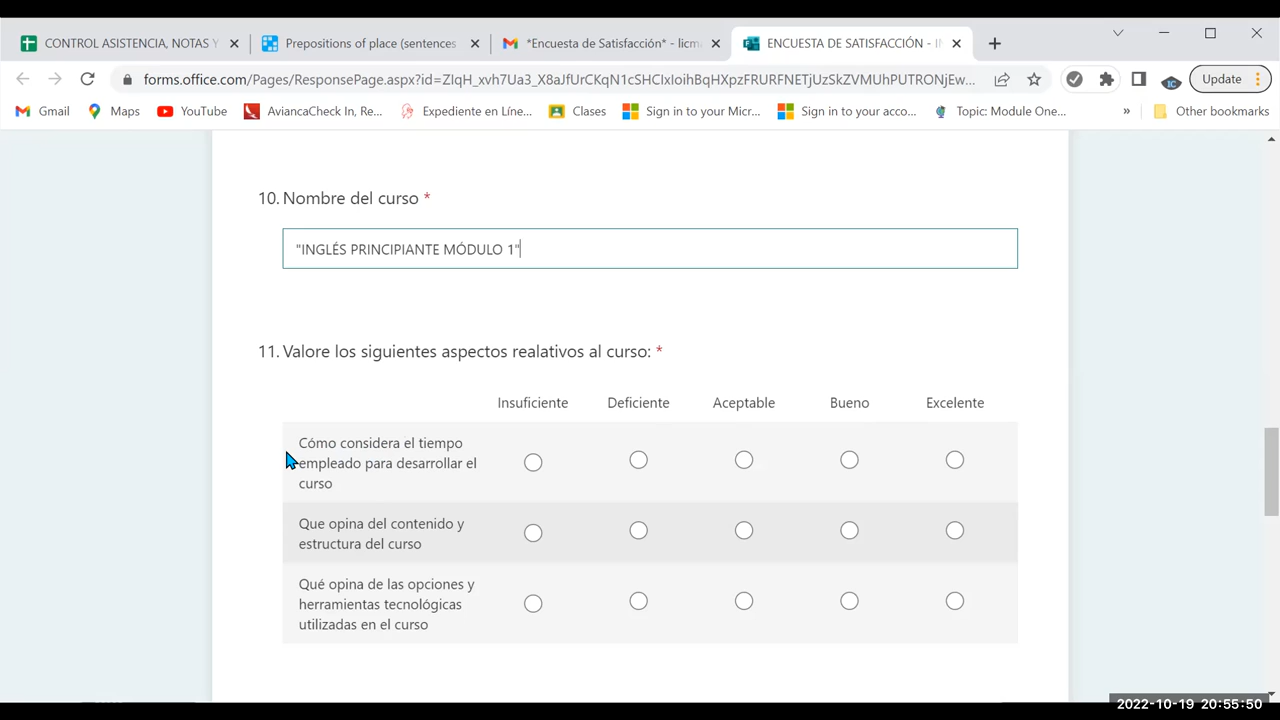 CONTROL ASISTENCIA, NOTAS Y
Prepositions of place (sentences
*Encuesta de Satisfacción* - licm
ENCUESTA DE SATISFACCIÓN - I
forms.office.com/Pages/ResponsePage.aspx?id=ZIqH_xvh7Ua3_X8aJfUrCKqN1cSHCIxIoihBqHXpzFRURFNETjUzSkZVMUhPUTRONjEw...
Update
Gmail
Maps
YouTube
AviancaCheck In, Re...
Expediente en Líne...
Clases
Sign in to your Micr...
Sign in to your acco...
Topic: Module One...
»
Other bookmarks
10. Nombre del curso *
"INGLÉS PRINCIPIANTE MÓDULO 1"
11. Valore los siguientes aspectos realativos al curso: *
Insuficiente Deficiente Aceptable Bueno Excelente
Cómo considera el tiempo
empleado para desarrollar el
curso
Que opina del contenido y
estructura del curso
Qué opina de las opciones y
herramientas tecnológicas
utilizadas en el curso
2022-10-19 20:55:50